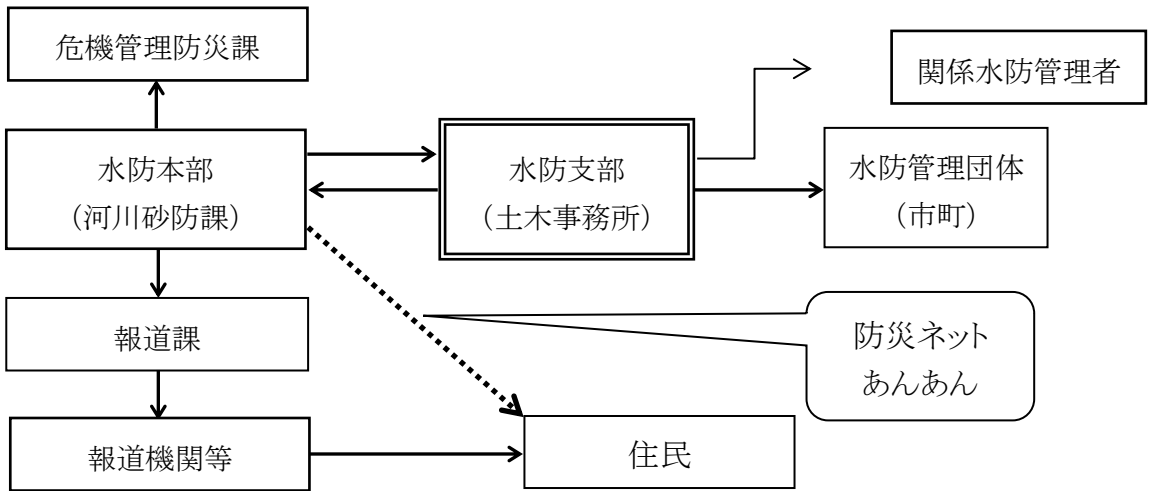 危機管理防災課
関係水防管理者
水防本部
（河川砂防課）
水防支部
（土木事務所）
水防管理団体
（市町）
報道課
防災ネット
あんあん
報道機関等
住民